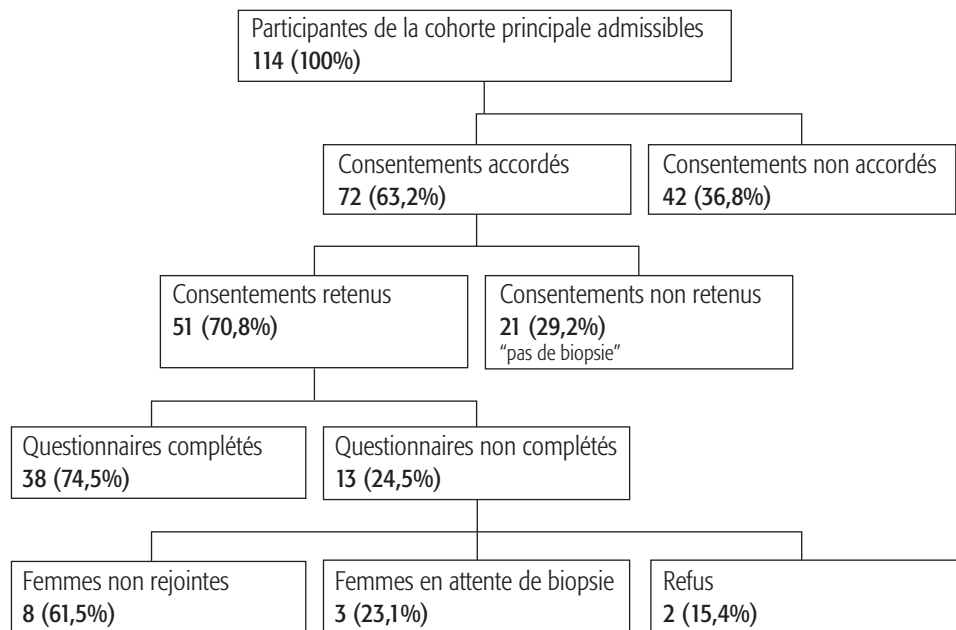 Participantes de la cohorte principale admissibles
114 (100%)
Consentements accordés
72 (63,2%)
Consentements non accordés
42 (36,8%)
Consentements retenus
51 (70,8%)
Consentements non retenus
21 (29,2%)
“pas de biopsie”
Questionnaires complétés
38 (74,5%)
Questionnaires non complétés
13 (24,5%)
Femmes non rejointes
8 (61,5%)
Femmes en attente de biopsie
3 (23,1%)
Refus
2 (15,4%)